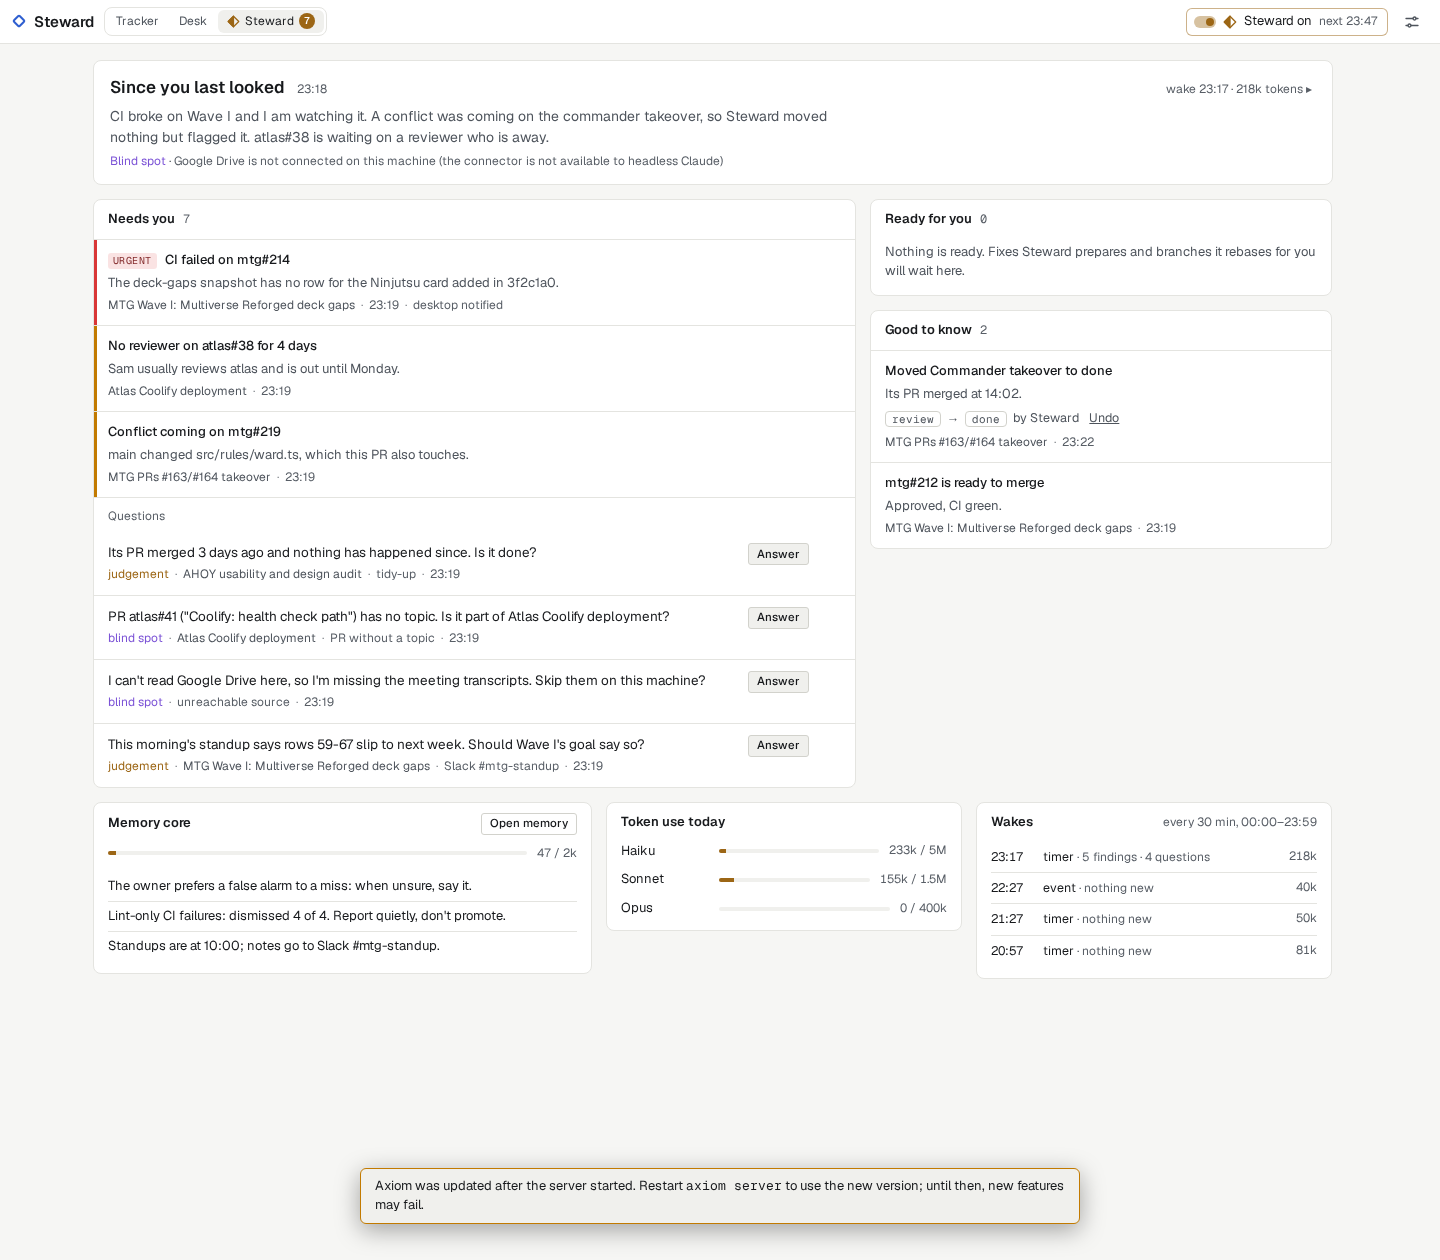 Steward
Tracker
Desk
Steward 7
Steward on next 23:47
Since you last looked 23:18
wake 23:17 · 218k tokens ▸
CI broke on Wave I and I am watching it. A conflict was coming on the commander takeover, so Steward moved
nothing but flagged it. atlas#38 is waiting on a reviewer who is away.
Blind spot · Google Drive is not connected on this machine (the connector is not available to headless Claude)
Needs you 7
URGENT CI failed on mtg#214
The deck-gaps snapshot has no row for the Ninjutsu card added in 3f2c1a0.
MTG Wave I: Multiverse Reforged deck gaps · 23:19 · desktop notified
No reviewer on atlas#38 for 4 days
Sam usually reviews atlas and is out until Monday.
Atlas Coolify deployment · 23:19
Conflict coming on mtg#219
main changed src/rules/ward.ts, which this PR also touches.
MTG PRs #163/#164 takeover · 23:19
Questions
Its PR merged 3 days ago and nothing has happened since. Is it done?
Answer
judgement · AHOY usability and design audit · tidy-up · 23:19
PR atlas#41 ("Coolify: health check path") has no topic. Is it part of Atlas Coolify deployment?
Answer
blind spot · Atlas Coolify deployment · PR without a topic · 23:19
I can't read Google Drive here, so I'm missing the meeting transcripts. Skip them on this machine?
Answer
blind spot · unreachable source · 23:19
This morning's standup says rows 59-67 slip to next week. Should Wave I's goal say so?
Answer
judgement · MTG Wave I: Multiverse Reforged deck gaps · Slack #mtg-standup · 23:19
Ready for you 0
Nothing is ready. Fixes Steward prepares and branches it rebases for you
will wait here.
Good to know 2
Moved Commander takeover to done
Its PR merged at 14:02.
review → done by Steward Undo
MTG PRs #163/#164 takeover · 23:22
mtg#212 is ready to merge
Approved, CI green.
MTG Wave I: Multiverse Reforged deck gaps · 23:19
Memory core
Open memory
47 / 2k
The owner prefers a false alarm to a miss: when unsure, say it.
Lint-only CI failures: dismissed 4 of 4. Report quietly, don't promote.
Standups are at 10:00; notes go to Slack #mtg-standup.
Token use today
Haiku 233k / 5M
Sonnet 155k / 1.5M
Opus 0 / 400k
Wakes every 30 min, 00:00–23:59
23:17 timer · 5 findings · 4 questions 218k
22:27 event · nothing new 40k
21:27 timer · nothing new 50k
20:57 timer · nothing new 81k
Axiom was updated after the server started. Restart axiom server to use the new version; until then, new features
may fail.